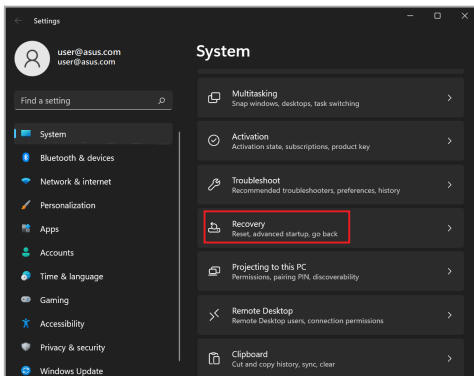 Settings
user@asus.com
user@asus.com
Find a setting
System
Bluetooth & devices
Network & internet
Personalization
Apps
Accounts
Time & language
Gaming
Accessibility
Privacy & security
Windows Update
System
Multitasking
Snap windows, desktops, task switching
Activation
Activation state, subscriptions, product key
Troubleshoot
Recommended troubleshooters, preferences, history
Recovery
Reset, advanced startup, go back
Projecting to this PC
Permissions, pairing PIN, discoverability
Remote Desktop
Remote Desktop users, connection permissions
Clipboard
Cut and copy history, sync, clear